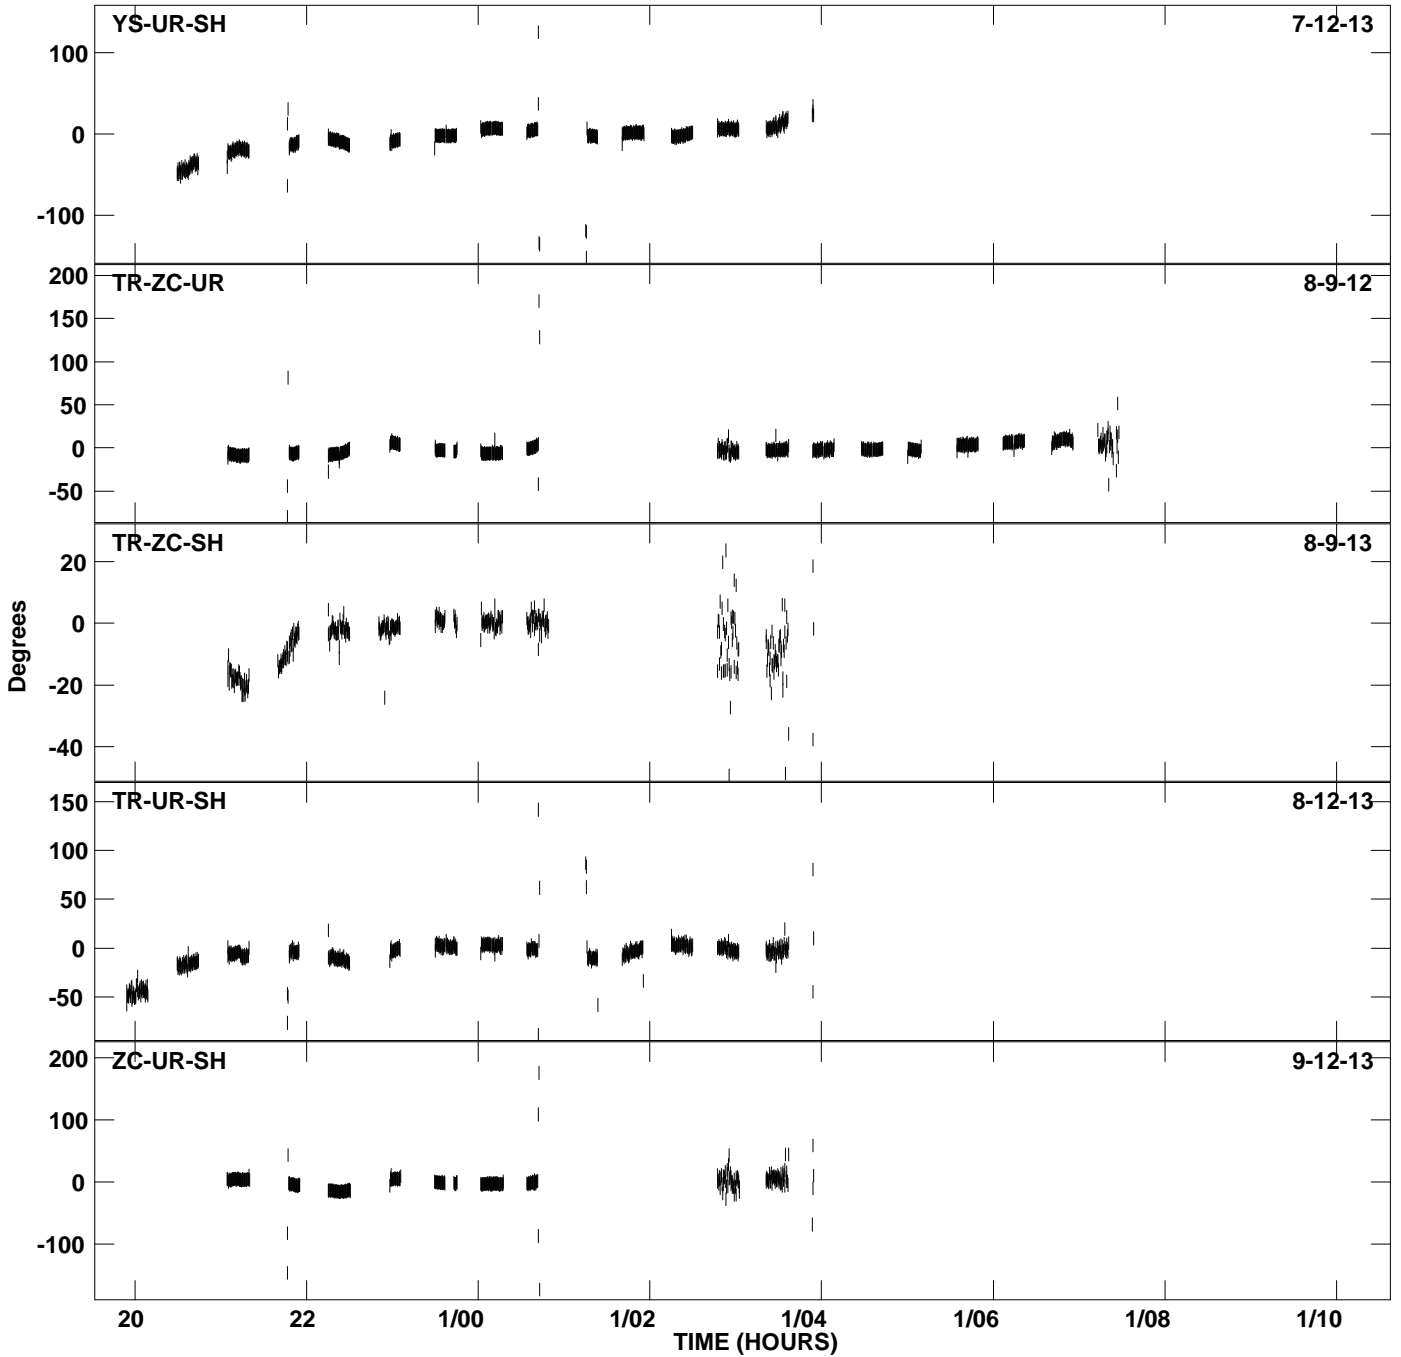 YS-UR-SH 7-12-13
100
0
-100
TR-ZC-UR 8-9-12
200
150
100
50
0
-50
TR-ZC-SH 8-9-13
20
0
-20
-40
Degrees
TR-UR-SH 8-12-13
150
100
50
0
-50
ZC-UR-SH 9-12-13
200
100
0
-100
20 22 1/00 1/02 1/04 1/06 1/08 1/10
TIME (HOURS)